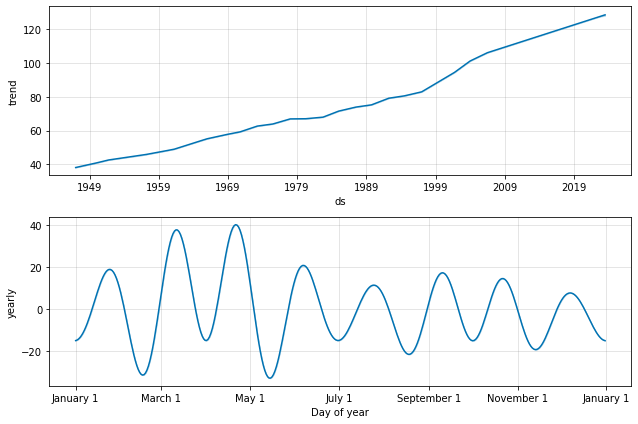 120
100
80
60
40
trend
1949 1959 1969 1979 1989 1999 2009 2019
ds
40
20
0
−20
yearly
January 1 March 1 May 1 July 1 September 1 November 1 January 1
Day of year